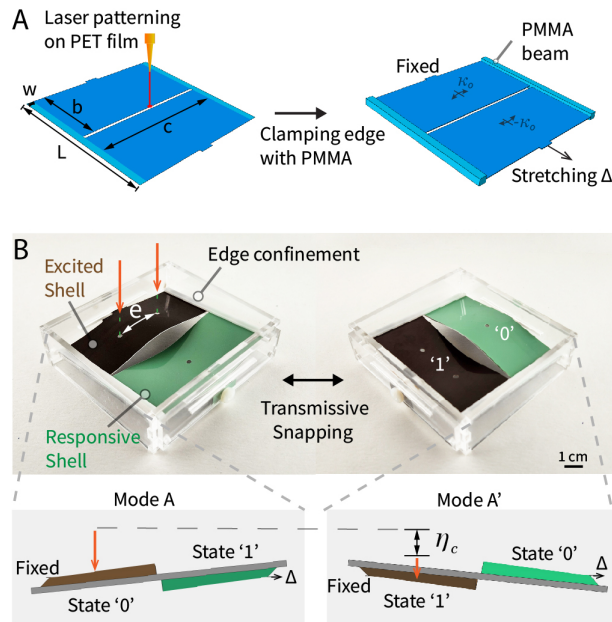 A
Laser patterning
on PET film
w
b
c
L
Clamping edge
with PMMA
Fixed
PMMA
beam
κ₀
-κ₀
Stretching Δ
B
Excited
Shell
e
Edge confinement
Responsive
Shell
Transmissive
Snapping
'1'
'0'
1 cm
Mode A
Fixed
State '0'
State '1'
Δ
Mode A'
η_c
Fixed
State '1'
State '0'
Δ